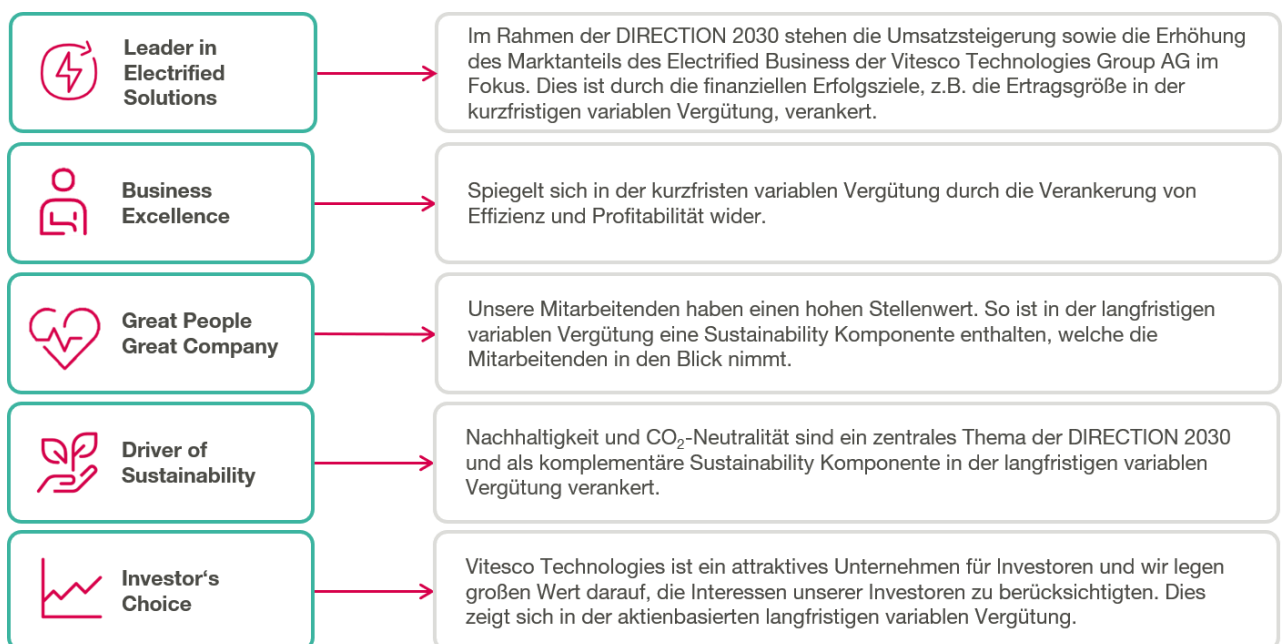 Leader in
Electrified
Solutions
Im Rahmen der DIRECTION 2030 stehen die Umsatzsteigerung sowie die Erhöhung
des Marktanteils des Electrified Business der Vitesco Technologies Group AG im
Fokus. Dies ist durch die finanziellen Erfolgsziele, z.B. die Ertragsgröße in der
kurzfristigen variablen Vergütung, verankert.
Business
Excellence
Spiegelt sich in der kurzfristen variablen Vergütung durch die Verankerung von
Effizienz und Profitabilität wider.
Great People
Great Company
Unsere Mitarbeitenden haben einen hohen Stellenwert. So ist in der langfristigen
variablen Vergütung eine Sustainability Komponente enthalten, welche die
Mitarbeitenden in den Blick nimmt.
Driver of
Sustainability
Nachhaltigkeit und CO₂-Neutralität sind ein zentrales Thema der DIRECTION 2030
und als komplementäre Sustainability Komponente in der langfristigen variablen
Vergütung verankert.
Investor‘s
Choice
Vitesco Technologies ist ein attraktives Unternehmen für Investoren und wir legen
großen Wert darauf, die Interessen unserer Investoren zu berücksichtigten. Dies
zeigt sich in der aktienbasierten langfristigen variablen Vergütung.